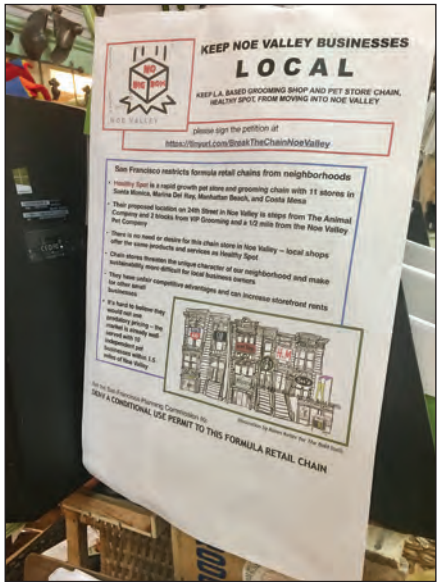 NO
BIG BOX
NOE VALLEY
KEEP NOE VALLEY BUSINESSES
LOCAL
KEEP L.A. BASED GROOMING SHOP AND PET STORE CHAIN,
HEALTHY SPOT, FROM MOVING INTO NOE VALLEY
please sign the petition at
https://tinyurl.com/BreakTheChainNoeValley
San Francisco restricts formula retail chains from neighborhoods
• Healthy Spot is a rapid growth pet store and grooming chain with 11 stores in
Santa Monica, Marina Del Rey, Manhattan Beach, and Costa Mesa
• Their proposed location on 24th Street in Noe Valley is steps from The Animal
Company and 2 blocks from VIP Grooming and a 1/2 mile from the Noe Valley
Pet Company
• There is no need or desire for this chain store in Noe Valley – local shops
offer the same products and services as Healthy Spot
• Chain stores threaten the unique character of our neighborhood and make
sustainability more difficult for local business owners
• They have unfair competitive advantages and can increase storefront rents
for other small
businesses
• It's hard to believe they
would not use
predatory pricing – the
market is already well-
served with 10
independent pet
businesses within 1.5
miles of Noe Valley
San Francisco Planning Commission to
DENY A CONDITIONAL USE PERMIT TO THIS FORMULA RETAIL CHAIN